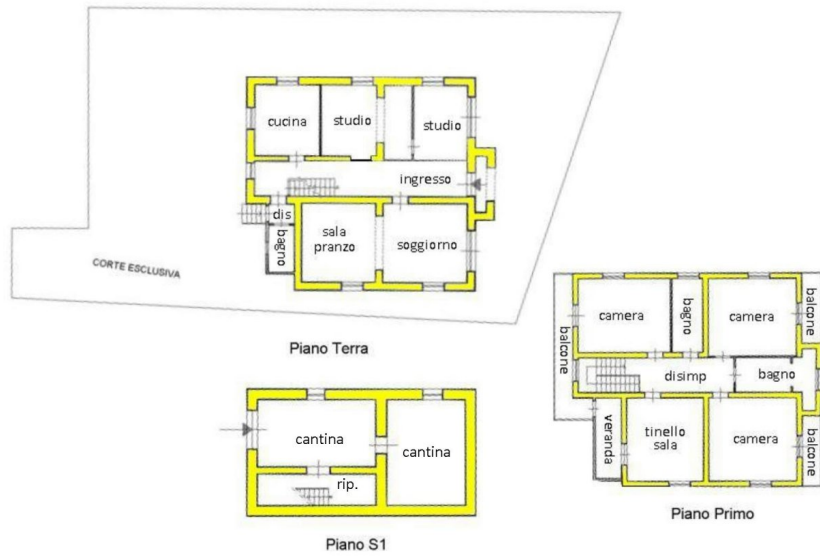 cucina
studio
studio
ingresso
dis
bagno
sala
pranzo
soggiorno
CORTE ESCLUSIVA
Piano Terra
camera
bagno
camera
balcone
balcone
disimp
bagno
veranda
tinello
sala
camera
balcone
Piano Primo
cantina
cantina
rip.
Piano S1